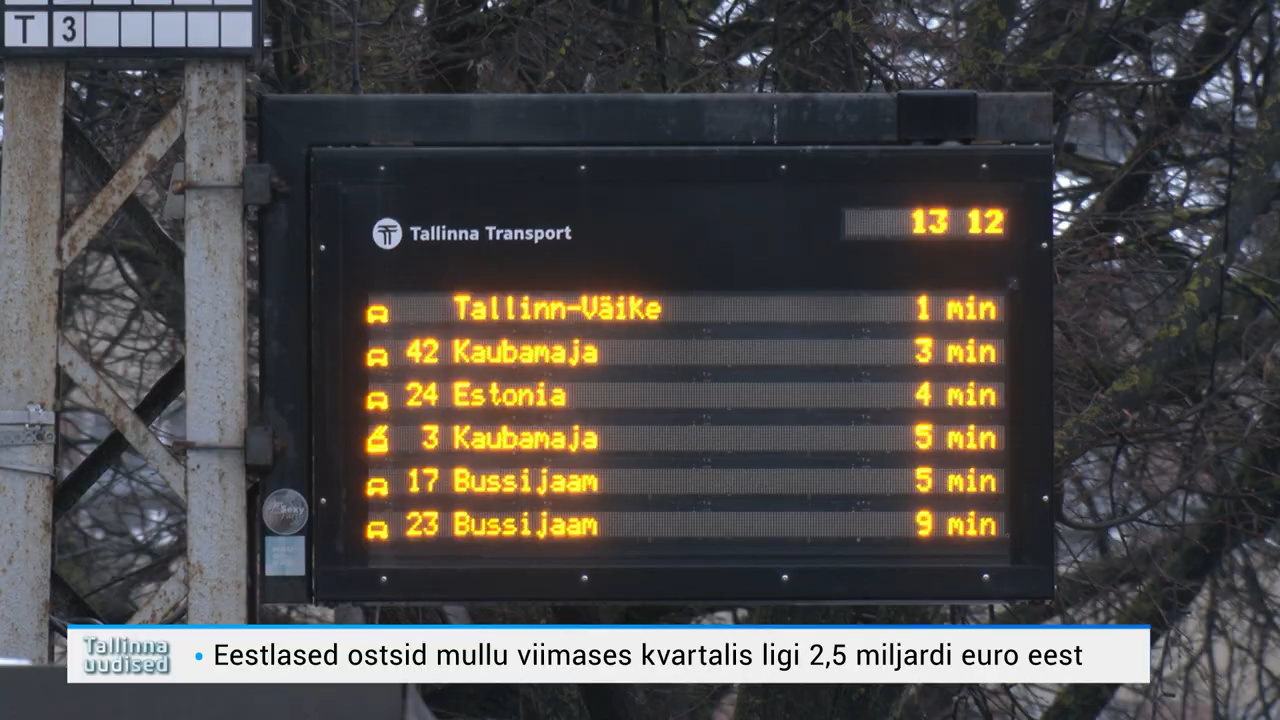 T 3
Tallinna Transport
13 12
Tallinn-Väike 1 min
42 Kaubamaja 3 min
24 Estonia 4 min
3 Kaubamaja 5 min
17 Bussijaam 5 min
23 Bussijaam 9 min
Tallinna uudised
• Eestlased ostsid mullu viimases kvartalis ligi 2,5 miljardi euro eest